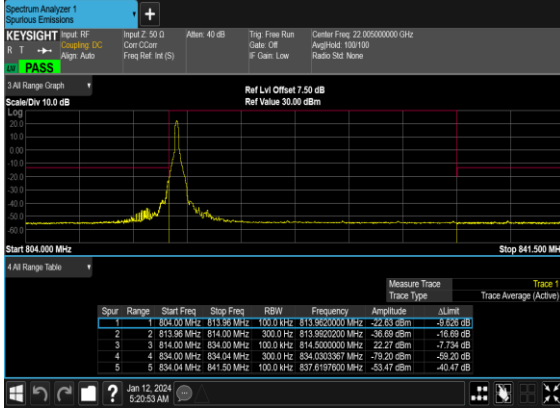 Spectrum Analyzer 1
Spurious Emissions
+
KEYSIGHT Input: RF Input Z: 50 Ω Atten: 40 dB Trig: Free Run Center Freq: 22.005000000 GHz
R T Coupling: DC Corr CCorr Gate: Off Avg|Hold: 100/100
Align: Auto Freq Ref: Int (S) IF Gain: Low Radio Std: None
PASS
3.All Range Graph
Ref Lvl Offset 7.50 dB
Scale/Div 10.0 dB Ref Value 30.00 dBm
Log
20.0
10.0
0.00
-10.0
-20.0
-30.0
-40.0
-50.0
-60.0
Start 804.000 MHz Stop 841.500 MH
4.All Range Table
Measure Trace Trace 1
Trace Type Trace Average (Active)
Spur Range Start Freq Stop Freq RBW Frequency Amplitude ΔLimit
1 1 804.00 MHz 813.96 MHz 100.0 kHz 813.9620000 MHz -22.63 dBm -9.626 dB
2 2 813.96 MHz 814.00 MHz 300.0 Hz 813.9920200 MHz -36.69 dBm -16.69 dB
3 3 814.00 MHz 834.00 MHz 100.0 kHz 814.5000000 MHz 22.27 dBm -7.734 dB
4 4 834.00 MHz 834.04 MHz 300.0 Hz 834.0303367 MHz -79.20 dBm -59.20 dB
5 5 834.04 MHz 841.50 MHz 100.0 kHz 837.6197600 MHz -53.47 dBm -40.47 dB
?
Jan 12, 2024
5:20:53 AM